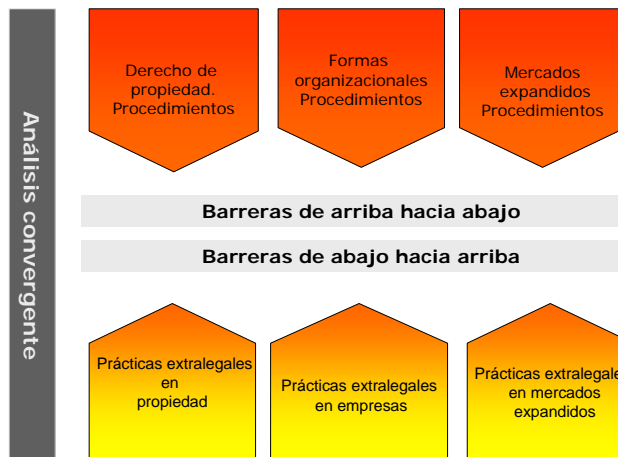 Análisis convergente
Derecho de
propiedad.
Procedimientos
Formas
organizacionales
Procedimientos
Mercados
expandidos
Procedimientos
Barreras de arriba hacia abajo
Barreras de abajo hacia arriba
Prácticas extralegales
en
propiedad
Prácticas extralegales
en empresas
Prácticas extralegale
en mercados
expandidos